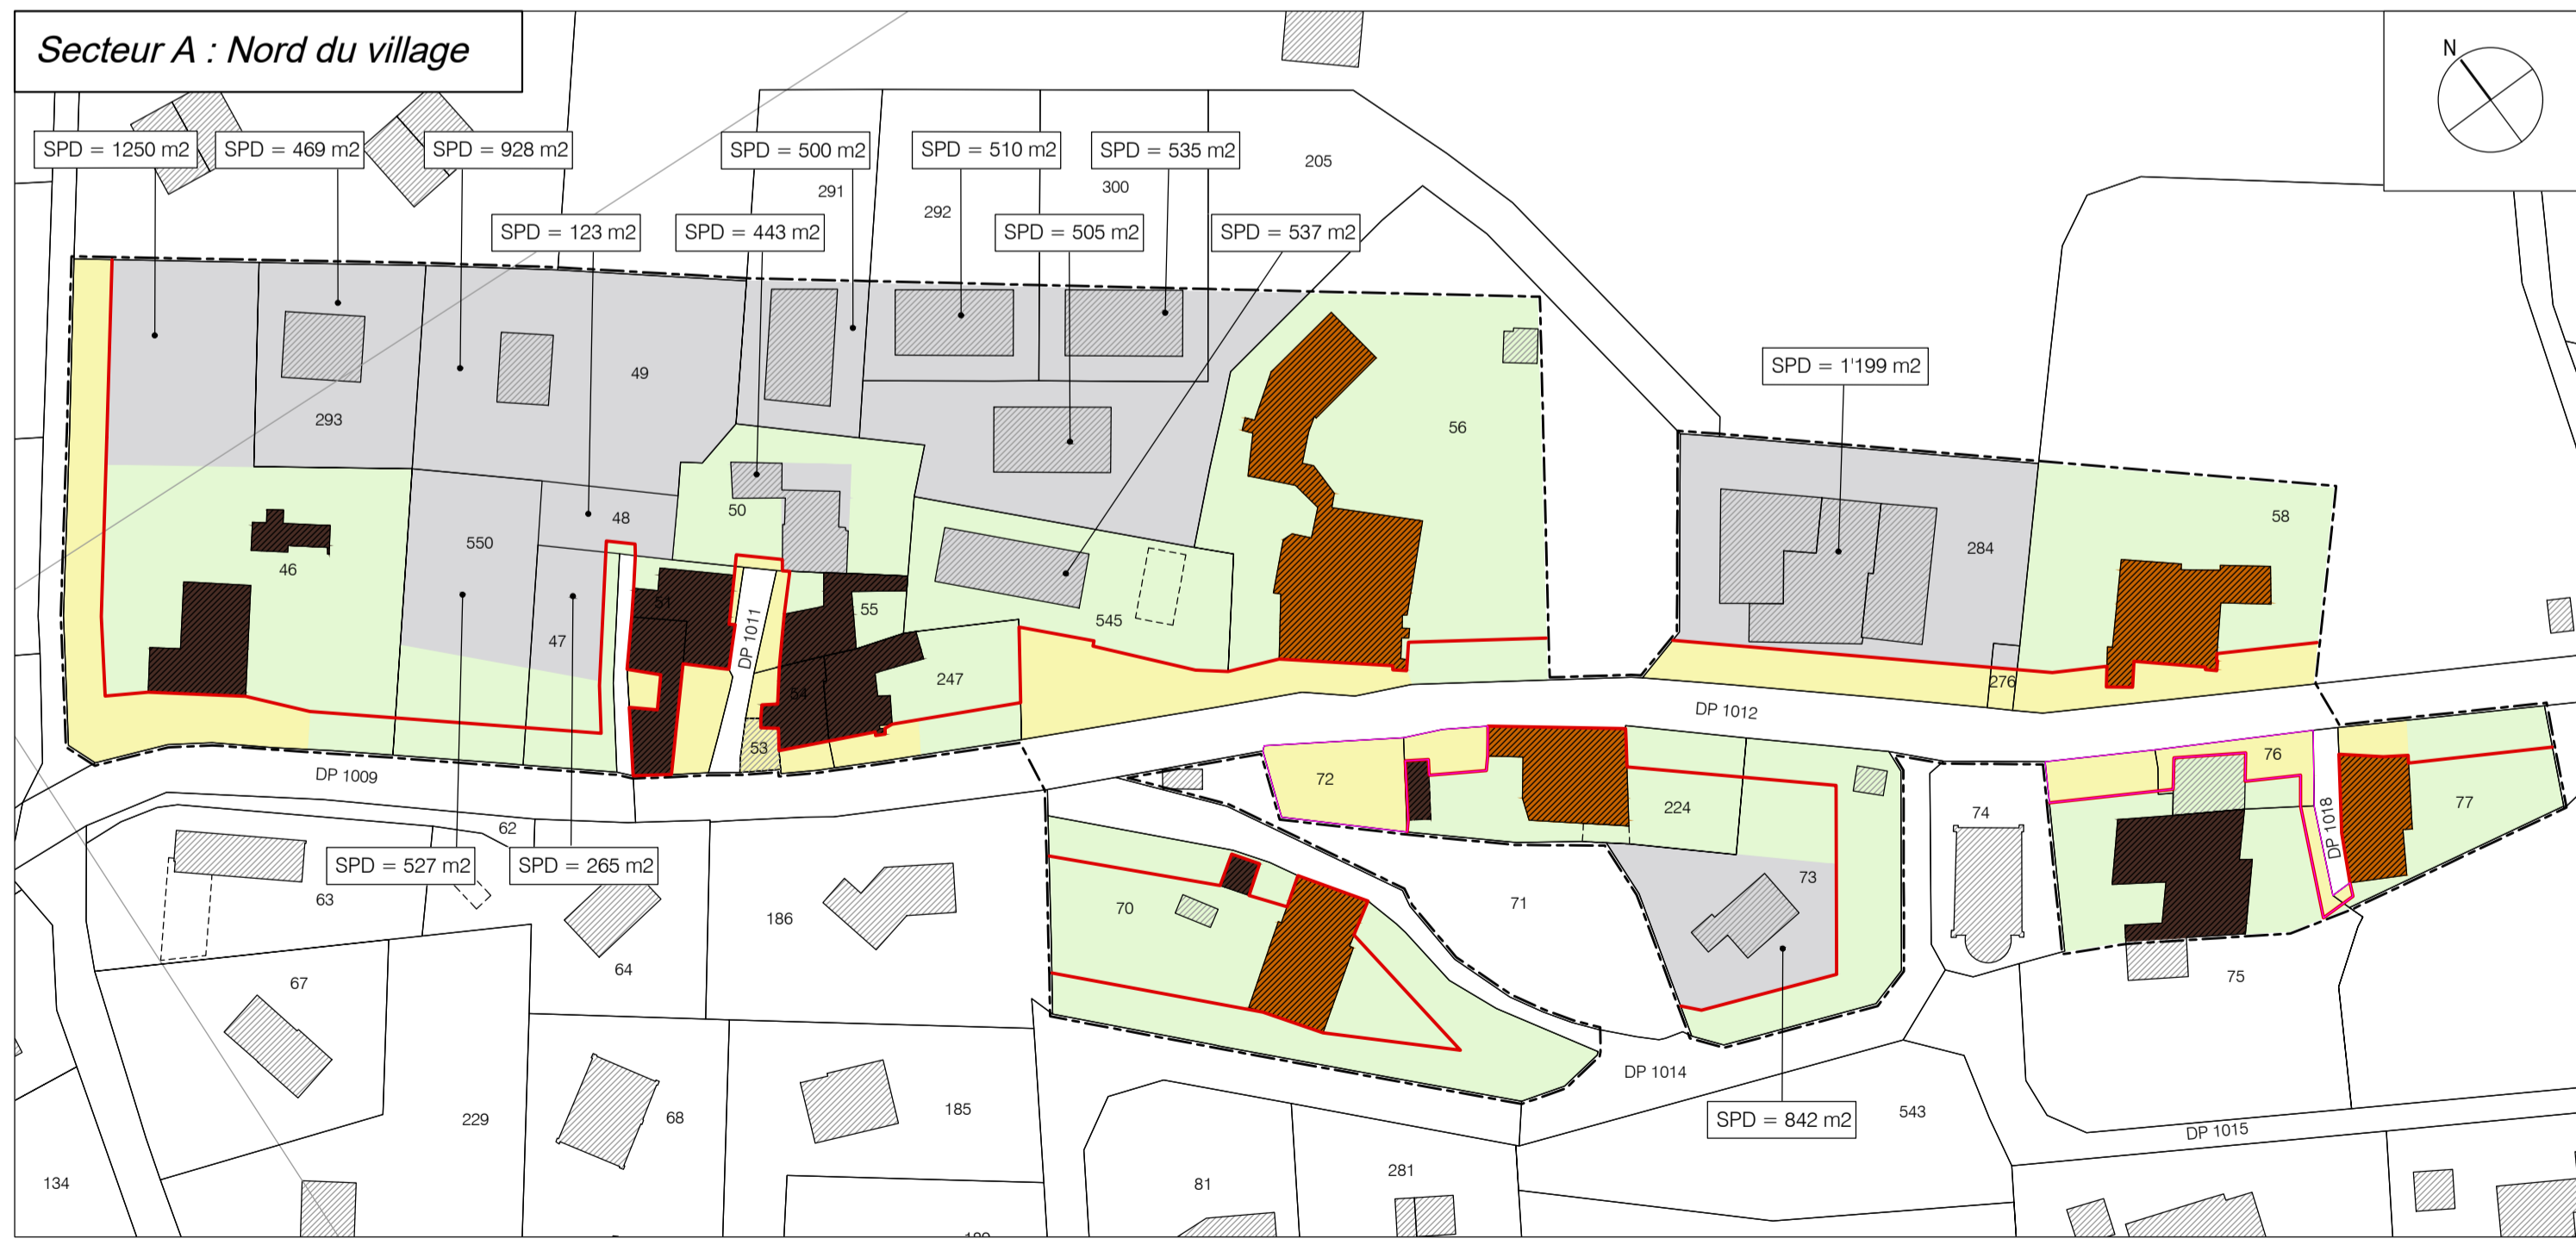 Secteur A : Nord du village
N
SPD = 1250 m2
SPD = 469 m2
SPD = 928 m2
SPD = 500 m2
SPD = 510 m2
SPD = 535 m2
205
291
292
300
SPD = 123 m2
SPD = 443 m2
SPD = 505 m2
SPD = 537 m2
SPD = 1'199 m2
49
293
56
50
48
58
550
284
46
51
55
545
47
DP 1011
247
54
276
DP 1012
53
76
DP 1009
72
224
74
77
DP 1018
62
SPD = 527 m2
SPD = 265 m2
63
73
70
71
186
64
67
75
DP 1014
229
68
185
SPD = 842 m2
543
DP 1015
134
81
281